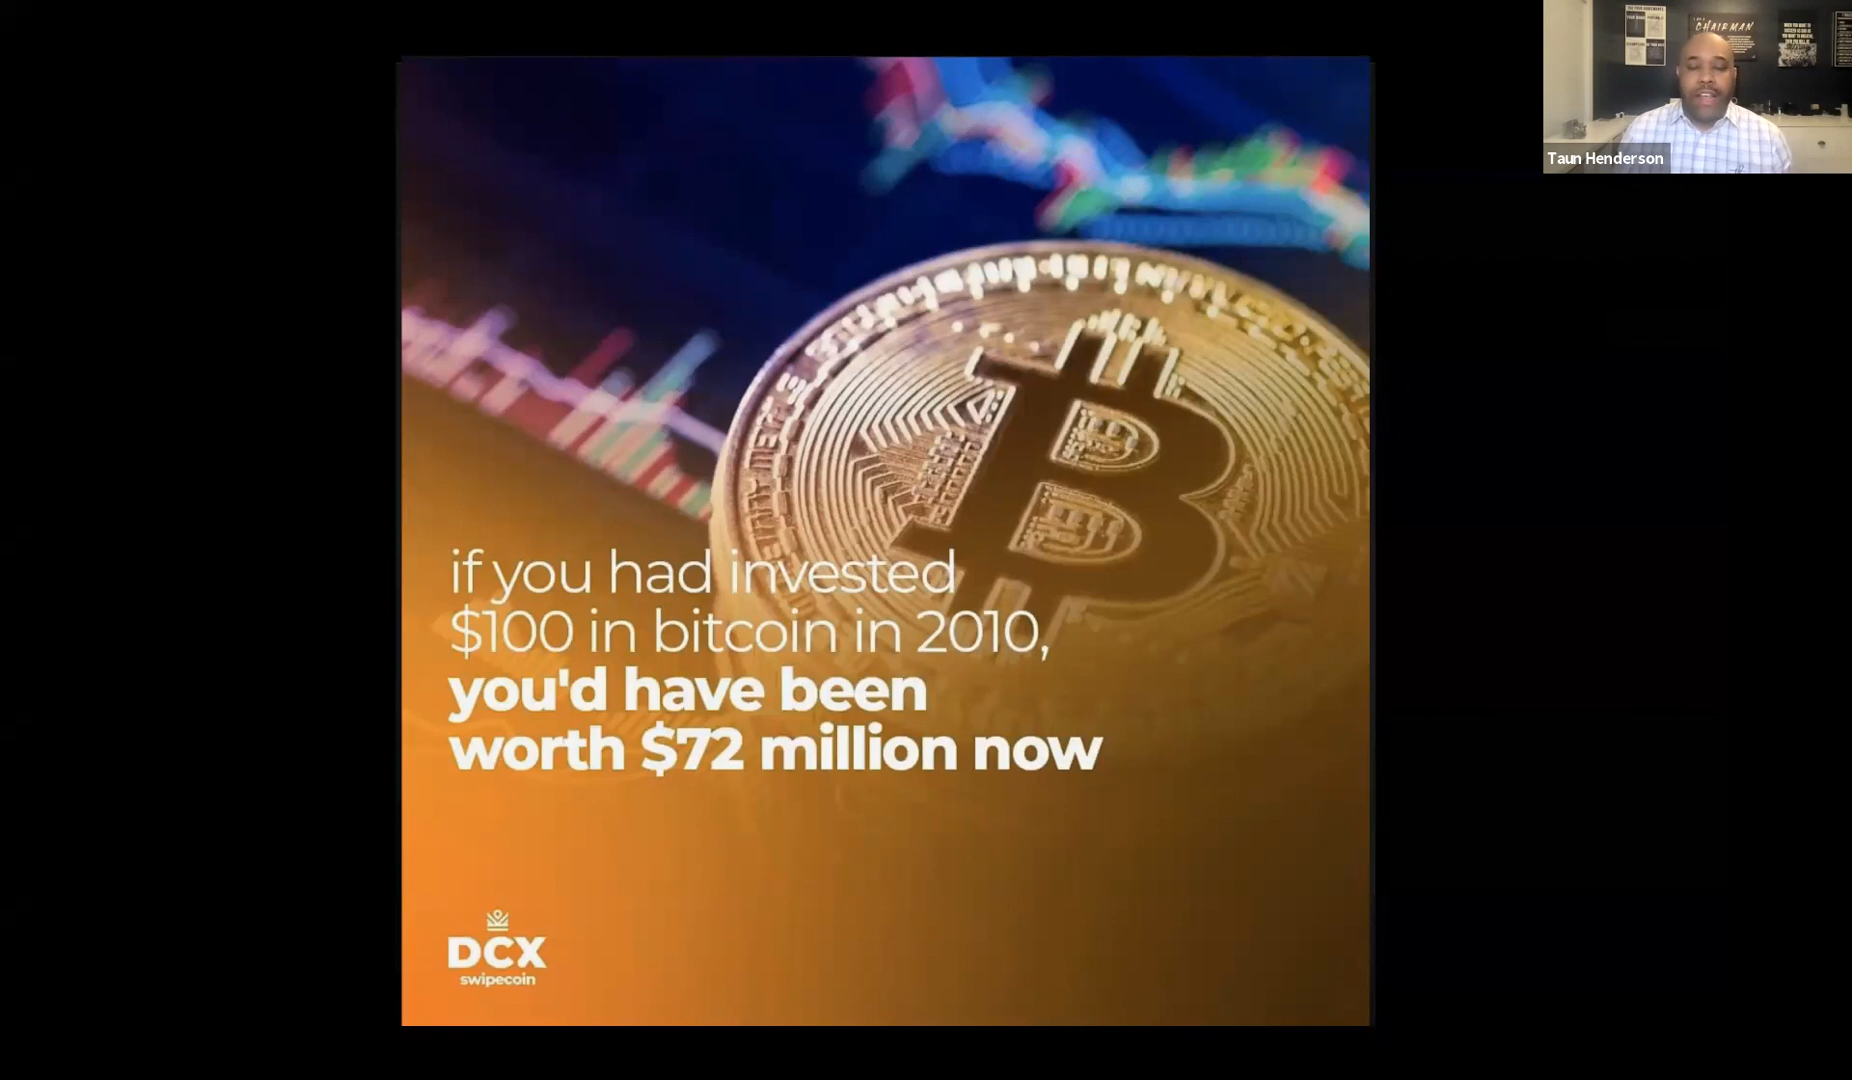 CHAIRMAN
Taun Henderson
if you had invested
$100 in bitcoin in 2010,
you'd have been
worth $72 million now
DCX
swipecoin